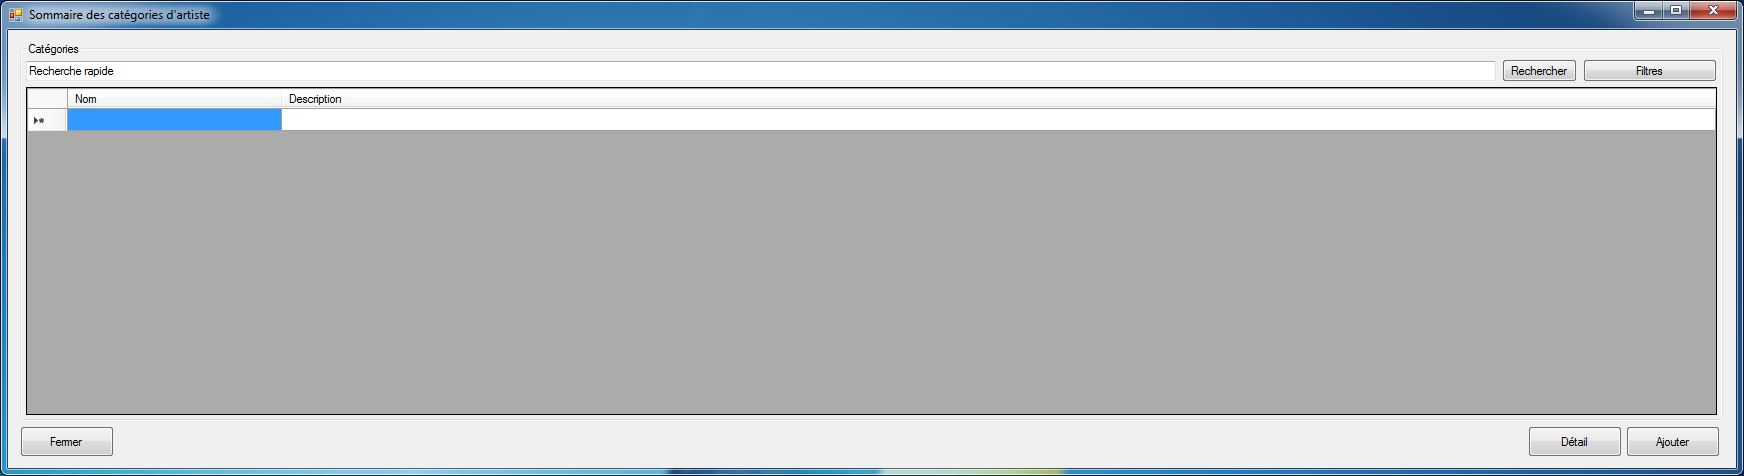 Sommaire des catégories d'artiste
Catégories
Recherche rapide Rechercher Filtres
Nom Description
Fermer Détail Ajouter